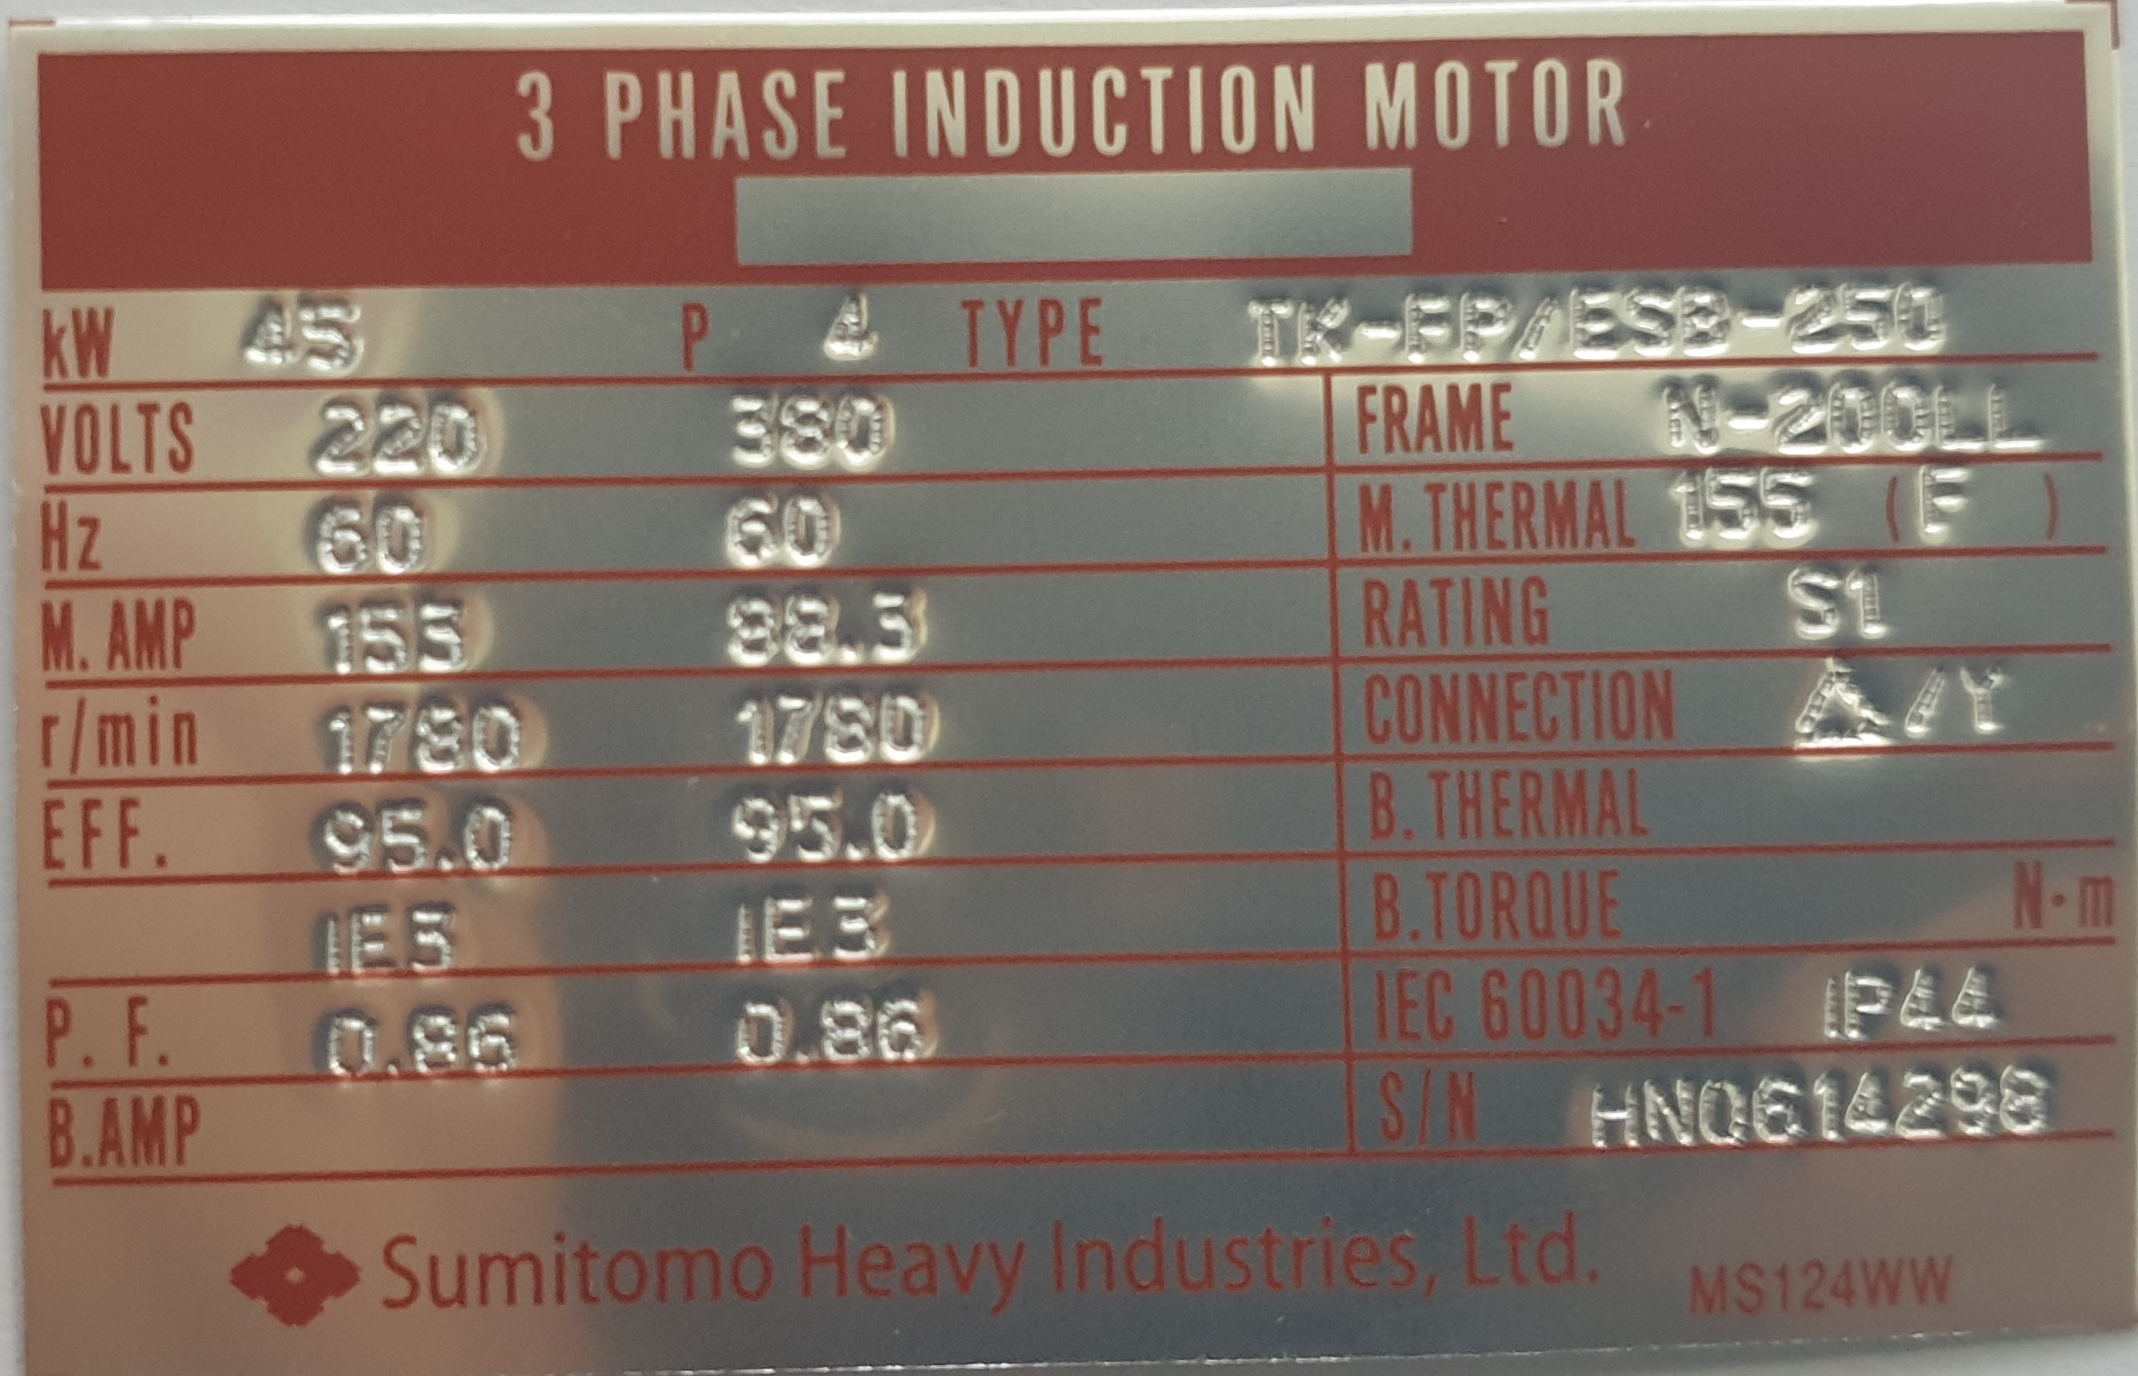 3 PHASE INDUCTION MOTOR
kW 45 P 4 TYPE TK-FP/ESB-250
VOLTS 220 380 FRAME N-200LL
Hz 60 60 M.THERMAL 155 ( F )
M. AMP 153 88.3 RATING S1
r/min 1780 1780 CONNECTION Δ/Y
EFF. 95.0 95.0 B.THERMAL
IE3 IE3 B.TORQUE N·m
P. F. 0.86 0.86 IEC 60034-1 IP44
B.AMP S/N HN0614298
Sumitomo Heavy Industries, Ltd. MS124WW